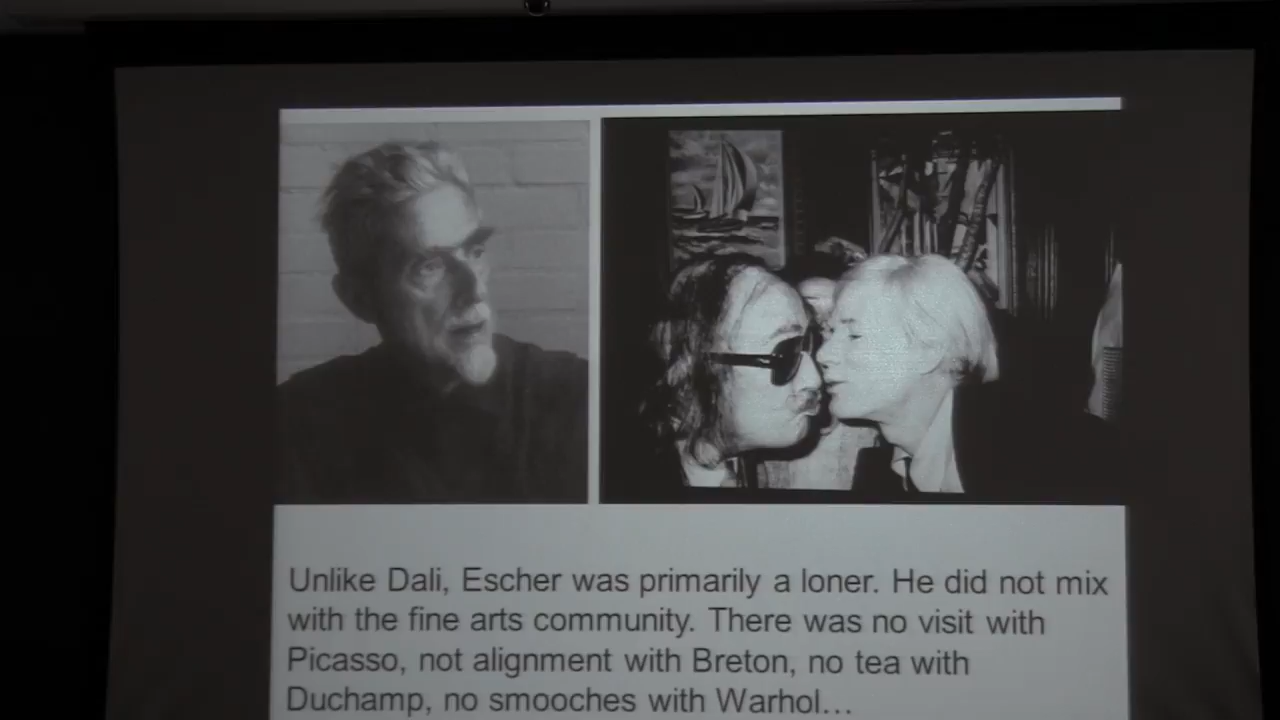 Unlike Dali, Escher was primarily a loner. He did not mix
with the fine arts community. There was no visit with
Picasso, not alignment with Breton, no tea with
Duchamp, no smooches with Warhol…